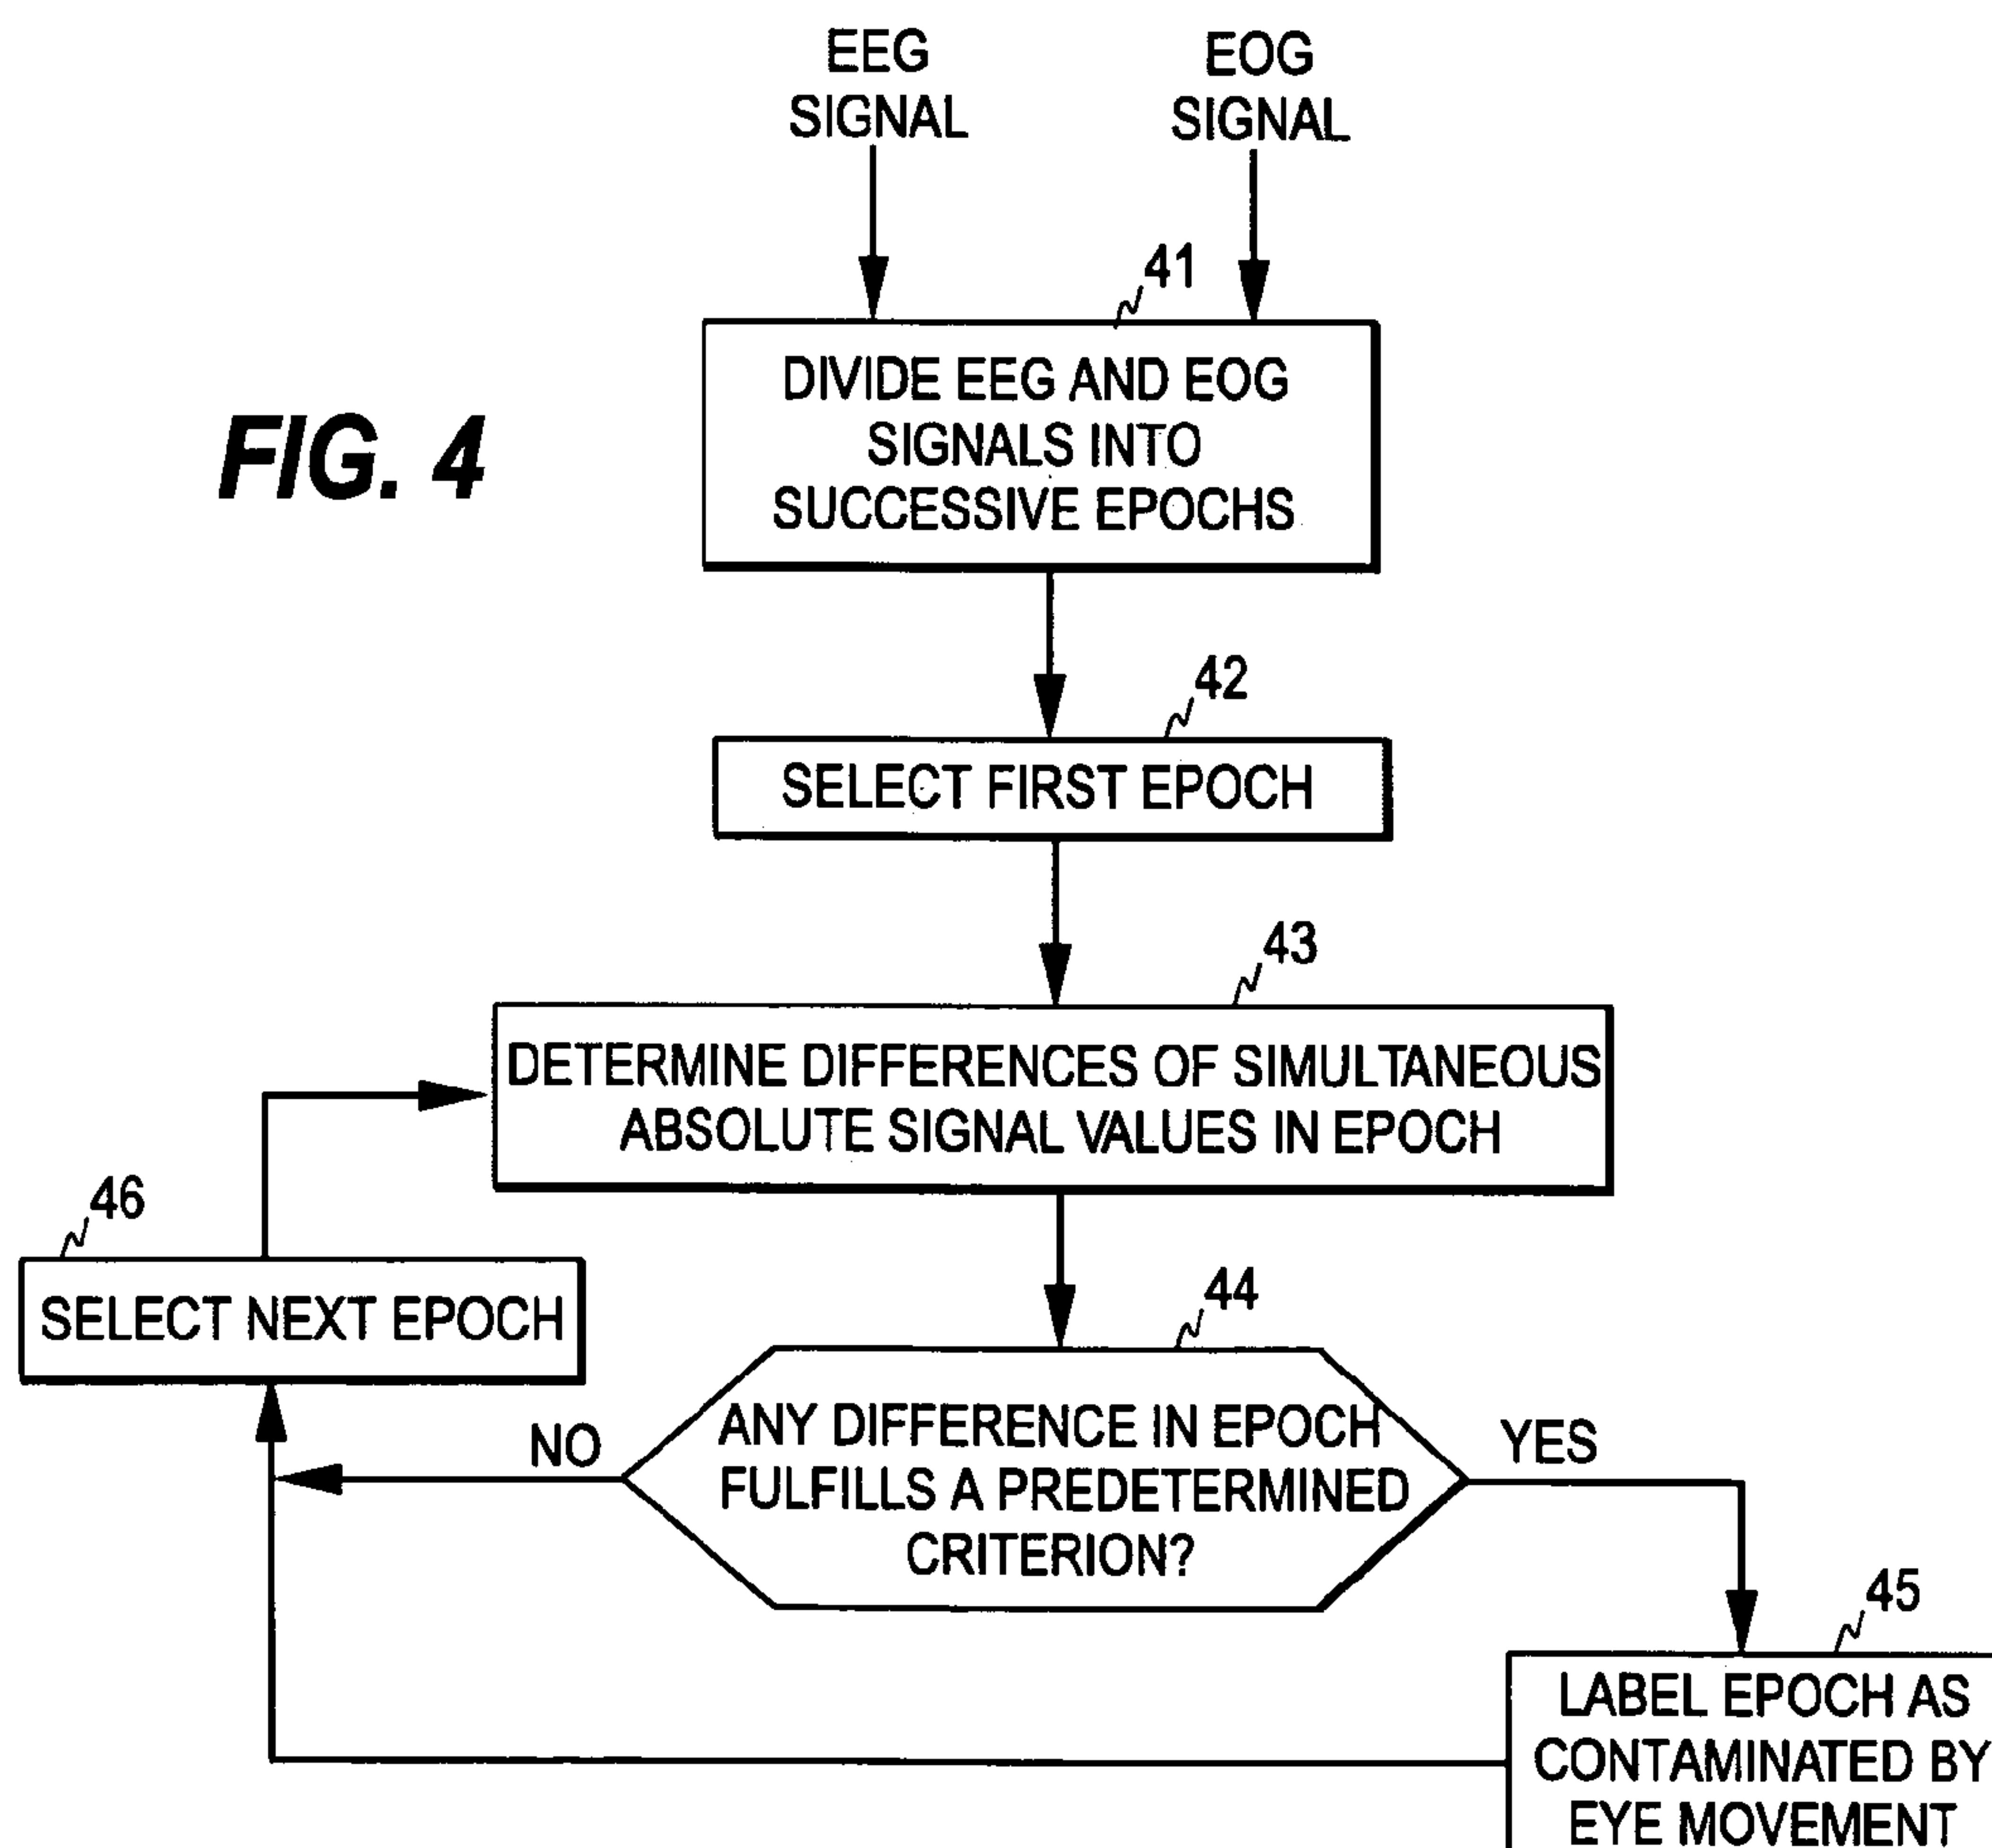 EEG
SIGNAL
EOG
SIGNAL
41
DIVIDE EEG AND EOG
SIGNALS INTO
SUCCESSIVE EPOCHS
FIG. 4
42
SELECT FIRST EPOCH
43
DETERMINE DIFFERENCES OF SIMULTANEOUS
ABSOLUTE SIGNAL VALUES IN EPOCH
46
SELECT NEXT EPOCH
44
ANY DIFFERENCE IN EPOCH
FULFILLS A PREDETERMINED
CRITERION?
NO
YES
45
LABEL EPOCH AS
CONTAMINATED BY
EYE MOVEMENT